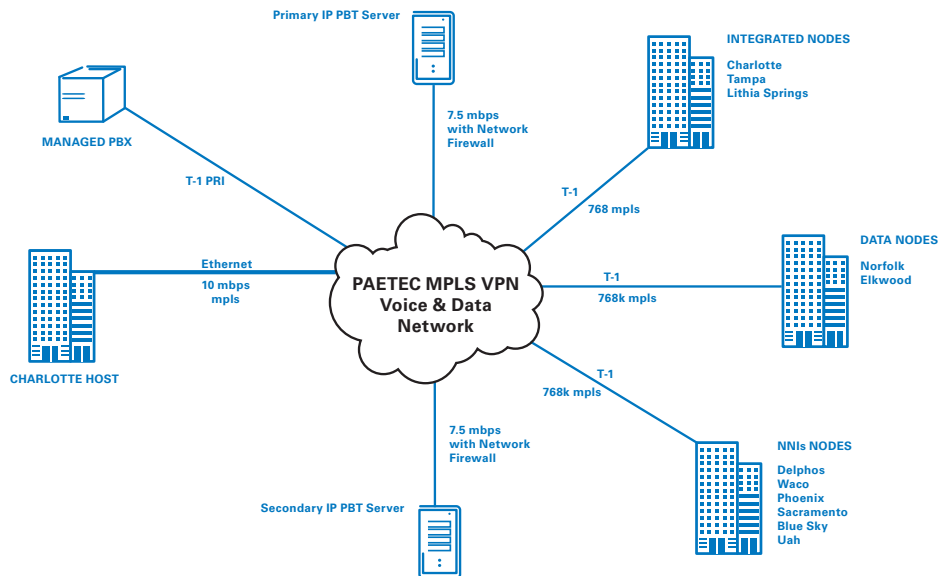 Primary IP PBT Server
INTEGRATED NODES
Charlotte
Tampa
Lithia Springs
MANAGED PBX
7.5 mbps
with Network
Firewall
T-1 PRI
T-1
768 mpls
DATA NODES
Norfolk
Elkwood
Ethernet
10 mbps
mpls
PAETEC MPLS VPN
Voice & Data
Network
T-1
768k mpls
CHARLOTTE HOST
T-1
768k mpls
7.5 mbps
with Network
Firewall
NNIs NODES
Delphos
Waco
Phoenix
Sacramento
Blue Sky
Uah
Secondary IP PBT Server